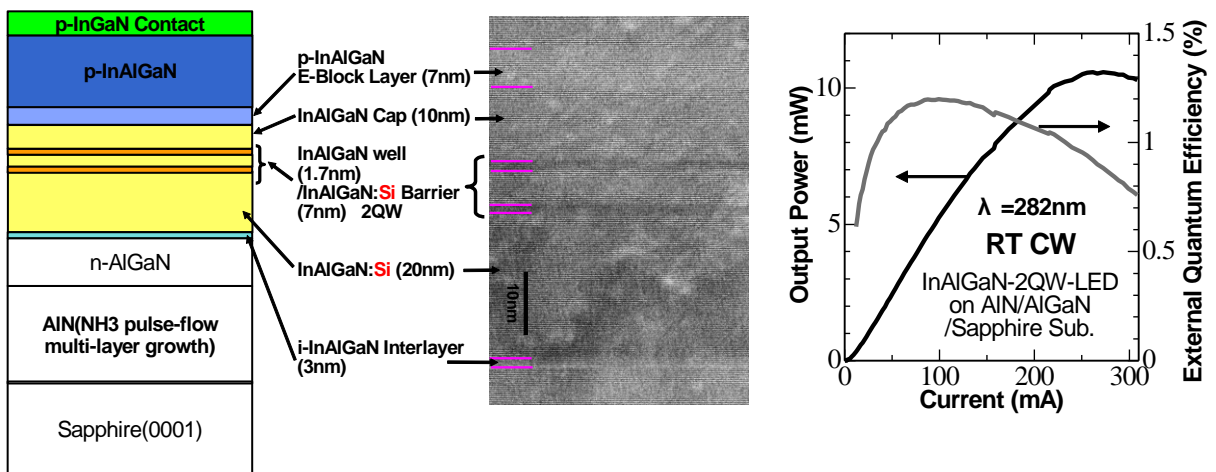 p-InGaN Contact
p-InAlGaN
n-AlGaN
AlN(NH3 pulse-flow
multi-layer growth)
Sapphire(0001)
p-InAlGaN
E-Block Layer (7nm)
InAlGaN Cap (10nm)
InAlGaN well
(1.7nm)
/InAlGaN:Si Barrier
(7nm) 2QW
InAlGaN:Si (20nm)
i-InAlGaN Interlayer
(3nm)
10nm
Output Power (mW)
10
5
0
0
100
200
300
Current (mA)
λ =282nm
RT CW
InAlGaN-2QW-LED
on AlN/AlGaN
/Sapphire Sub.
1.5
1
0.5
0
External Quantum Efficiency (%)